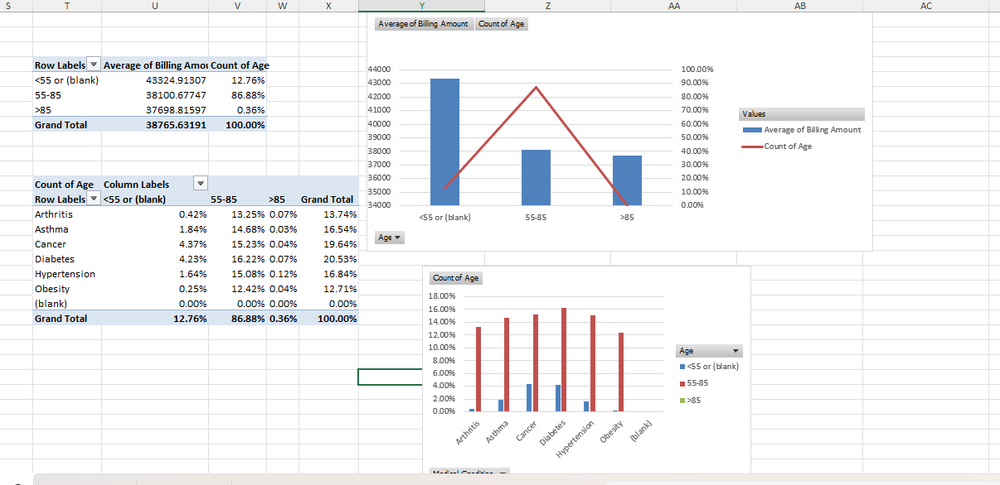 S T U V W X Y Z AA AB AC
Average of Billing Amount Count of Age
Row Labels Average of Billing Amou Count of Age
<55 or (blank) 43324.91307 12.76%
55-85 38100.67747 86.88%
>85 37698.81597 0.36%
Grand Total 38765.63191 100.00%
44000 100.00%
43000 90.00%
42000 80.00%
41000 70.00%
40000 60.00%
39000 50.00%
38000 40.00%
37000 30.00%
36000 20.00%
35000 10.00%
34000 0.00%
<55 or (blank) 55-85 >85
Values
Average of Billing Amount
Count of Age
Age
Count of Age Column Labels
Row Labels <55 or (blank) 55-85 >85 Grand Total
Arthritis 0.42% 13.25% 0.07% 13.74%
Asthma 1.84% 14.68% 0.03% 16.54%
Cancer 4.37% 15.23% 0.04% 19.64%
Diabetes 4.23% 16.22% 0.07% 20.53%
Hypertension 1.64% 15.08% 0.12% 16.84%
Obesity 0.25% 12.42% 0.04% 12.71%
(blank) 0.00% 0.00% 0.00% 0.00%
Grand Total 12.76% 86.88% 0.36% 100.00%
Count of Age
18.00%
16.00%
14.00%
12.00%
10.00%
8.00%
6.00%
4.00%
2.00%
0.00%
Arthritis Asthma Cancer Diabetes Hypertension Obesity (blank)
Age
<55 or (blank)
55-85
>85
Medical Condition